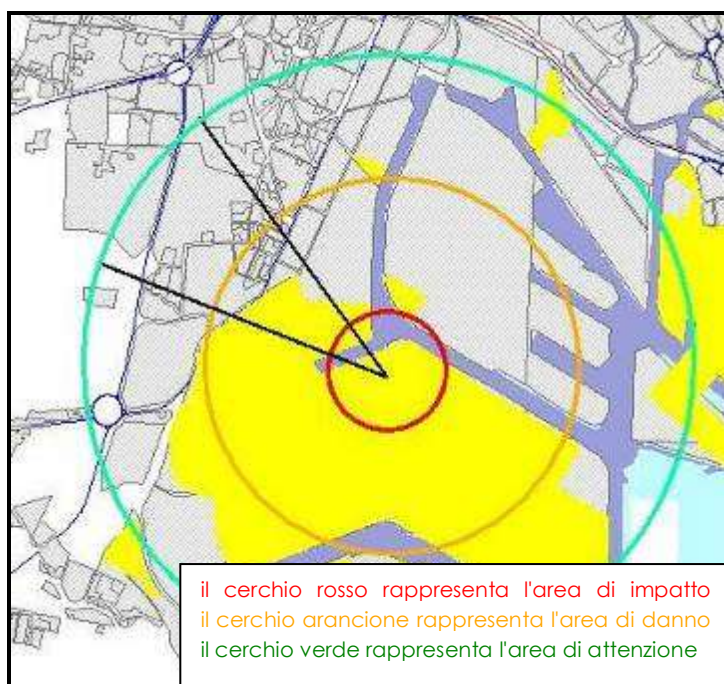 il cerchio rosso rappresenta l'area di impatto
il cerchio arancione rappresenta l'area di danno
il cerchio verde rappresenta l'area di attenzione